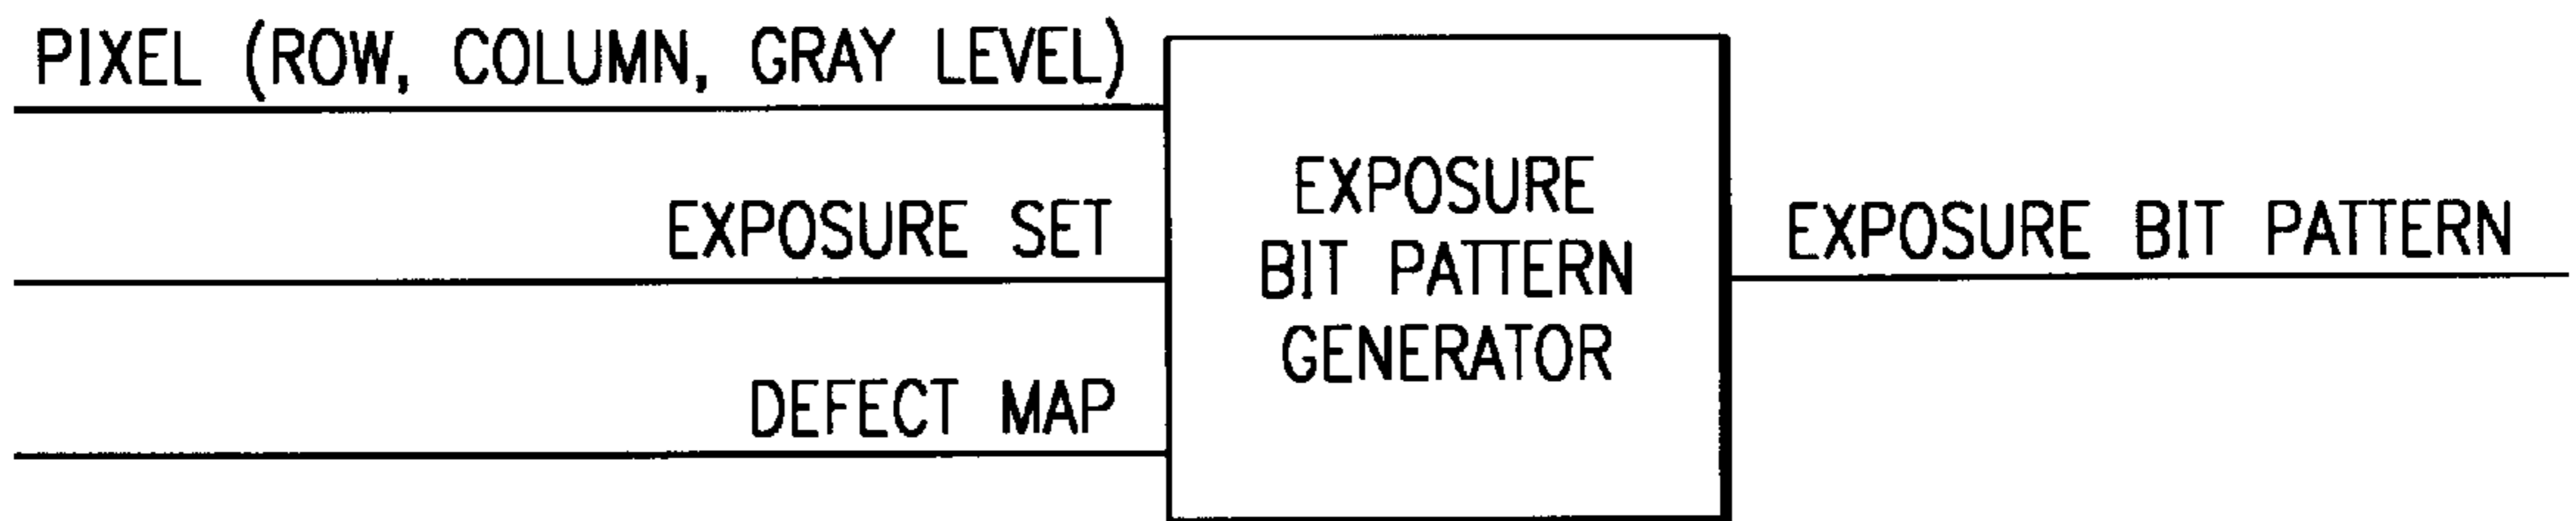 PIXEL (ROW, COLUMN, GRAY LEVEL)
EXPOSURE SET
DEFECT MAP
EXPOSURE
BIT PATTERN
GENERATOR
EXPOSURE BIT PATTERN